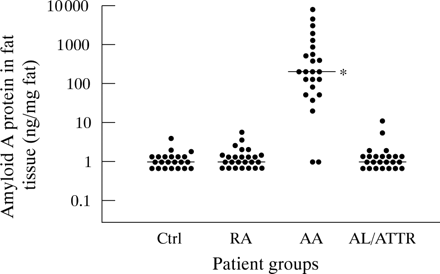 Amyloid A protein in fat
tissue (ng/mg fat)
10000
1000
100
10
1
0.1
*
Ctrl RA AA AL/ATTR
Patient groups